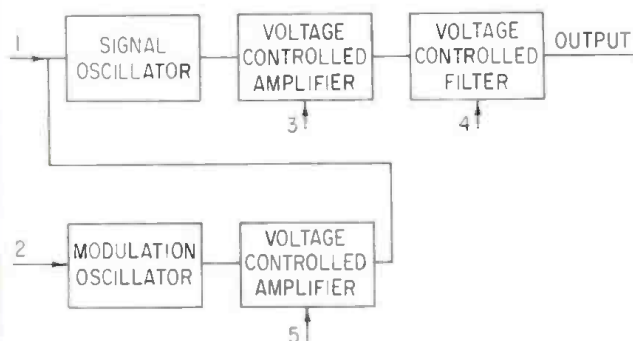 1
SIGNAL
OSCILLATOR
VOLTAGE
CONTROLLED
AMPLIFIER
VOLTAGE
CONTROLLED
FILTER
OUTPUT
3
4
2
MODULATION
OSCILLATOR
VOLTAGE
CONTROLLED
AMPLIFIER
5